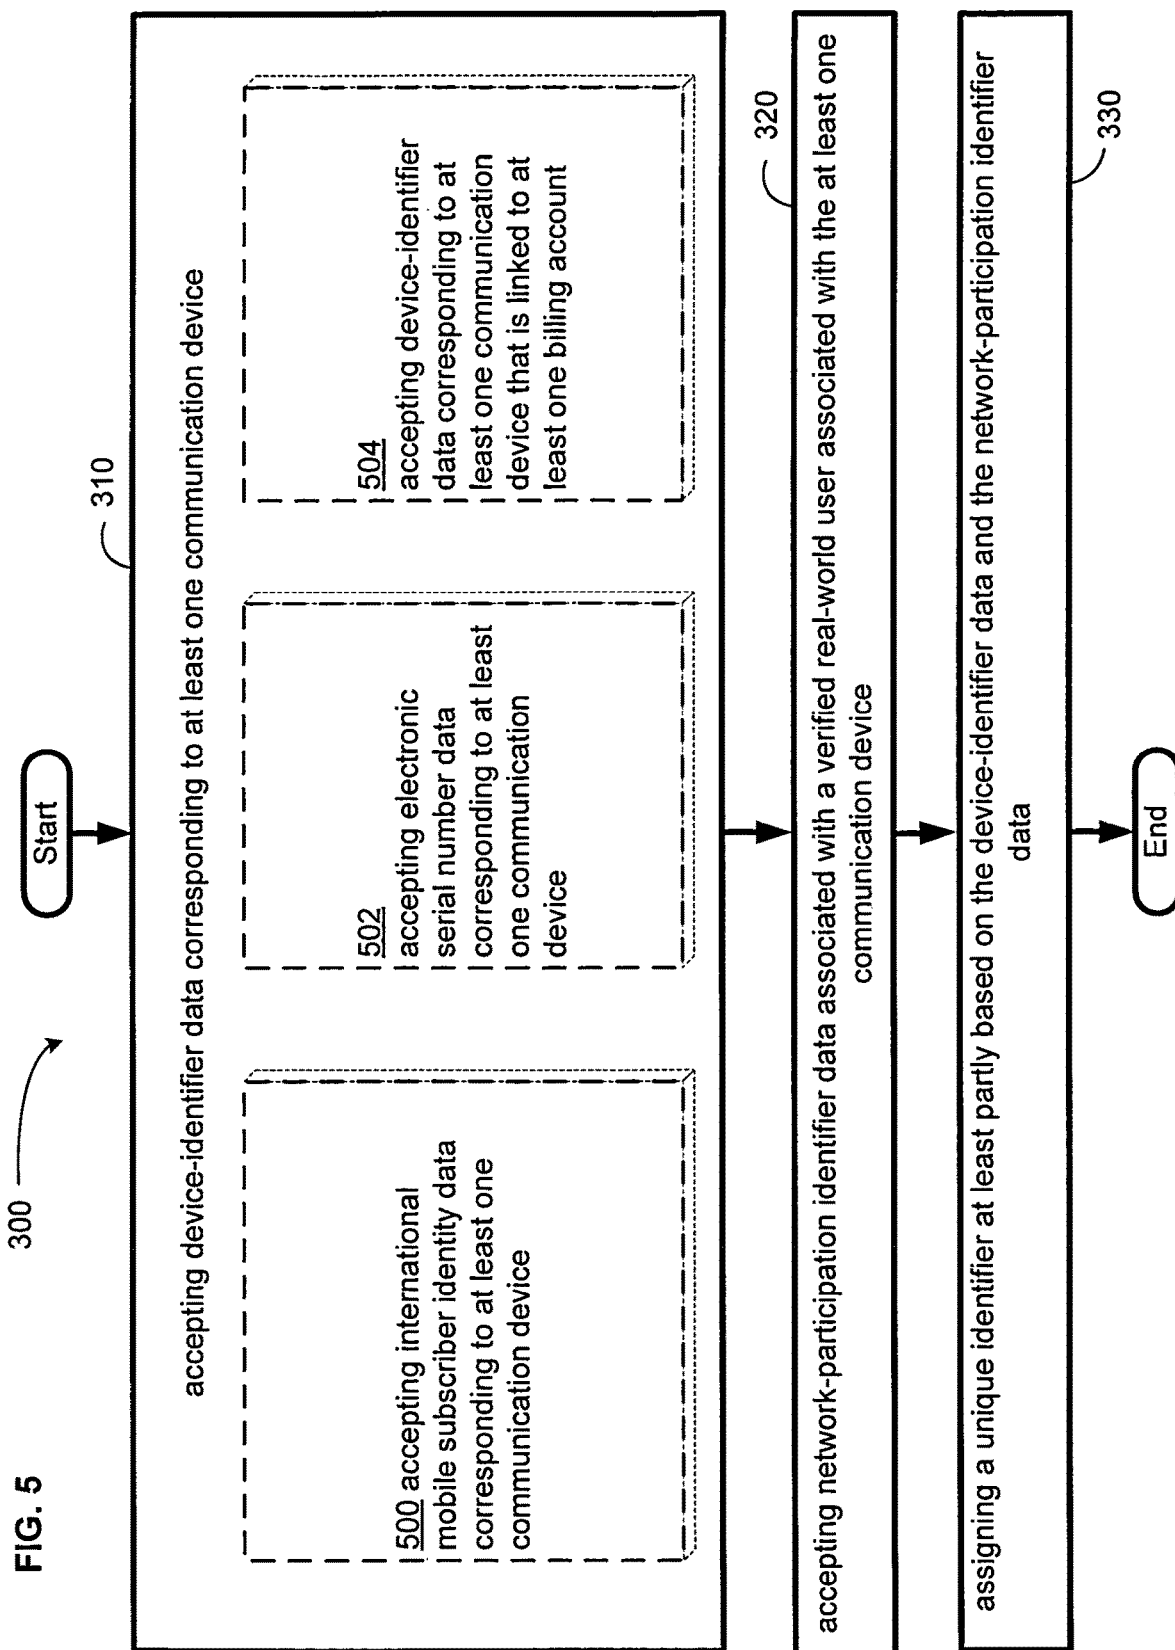 FIG. 5
300
Start
310
accepting device-identifier data corresponding to at least one communication device
500 accepting international
mobile subscriber identity data
corresponding to at least one
communication device
502
accepting electronic
serial number data
corresponding to at least
one communication
device
504
accepting device-identifier
data corresponding to at
least one communication
device that is linked to at
least one billing account
320
accepting network-participation identifier data associated with a verified real-world user associated with the at least one
communication device
330
assigning a unique identifier at least partly based on the device-identifier data and the network-participation identifier
data
End